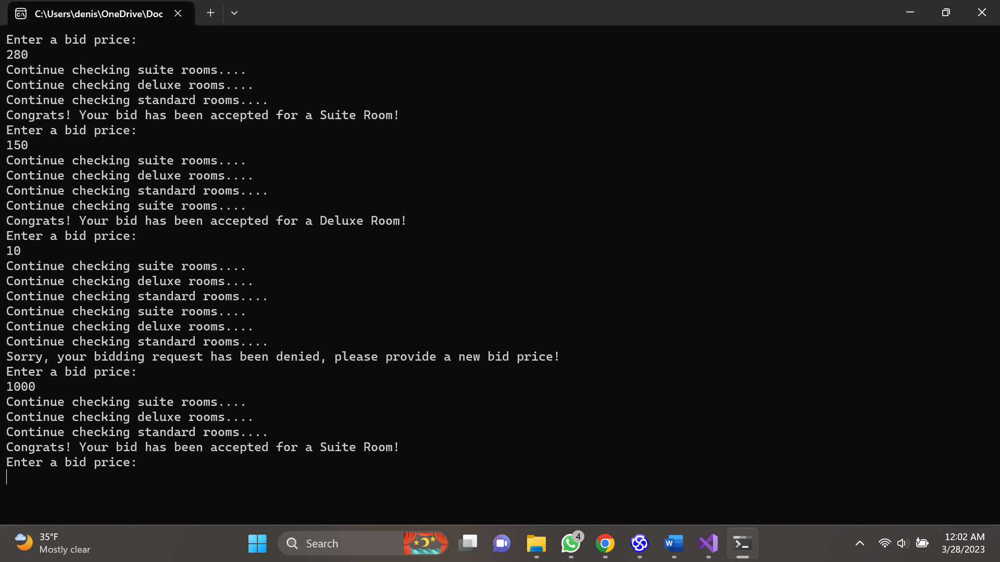 C:\Users\denis\OneDrive\Doc
Enter a bid price:
280
Continue checking suite rooms....
Continue checking deluxe rooms....
Continue checking standard rooms....
Congrats! Your bid has been accepted for a Suite Room!
Enter a bid price:
150
Continue checking suite rooms....
Continue checking deluxe rooms....
Continue checking standard rooms....
Continue checking suite rooms....
Congrats! Your bid has been accepted for a Deluxe Room!
Enter a bid price:
10
Continue checking suite rooms....
Continue checking deluxe rooms....
Continue checking standard rooms....
Continue checking suite rooms....
Continue checking deluxe rooms....
Continue checking standard rooms....
Sorry, your bidding request has been denied, please provide a new bid price!
Enter a bid price:
1000
Continue checking suite rooms....
Continue checking deluxe rooms....
Continue checking standard rooms....
Congrats! Your bid has been accepted for a Suite Room!
Enter a bid price:
35°F
Mostly clear
Search
4
12:02 AM
3/28/2023